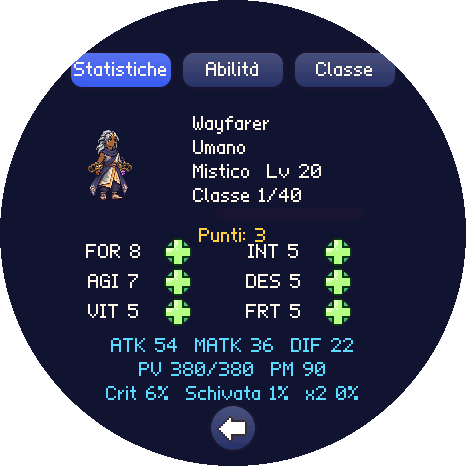 Statistiche Abilità Classe
Wayfarer
Umano
Mistico Lv 20
Classe 1/40
Punti: 3
FOR 8 INT 5
AGI 7 DES 5
VIT 5 FRT 5
ATK 54 MATK 36 DIF 22
PV 380/380 PM 90
Crit 6% Schivata 1% x2 0%